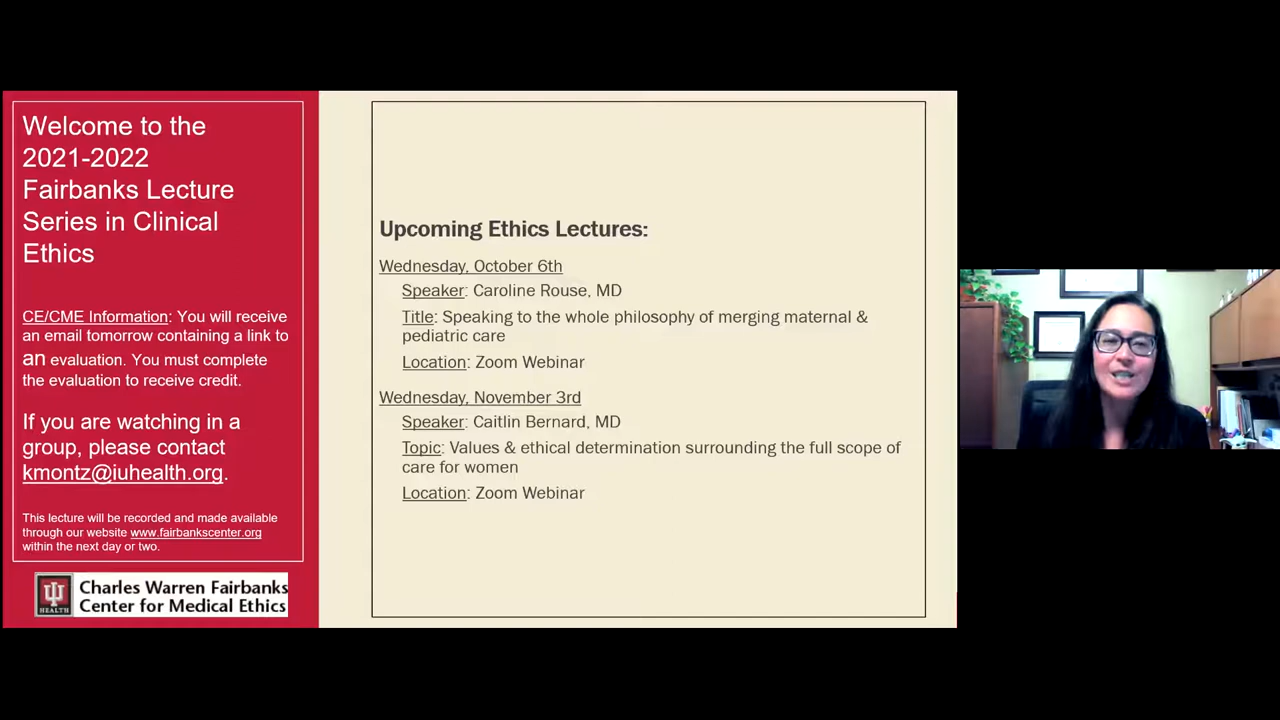 Welcome to the
2021-2022
Fairbanks Lecture
Series in Clinical
Ethics
CE/CME Information: You will receive
an email tomorrow containing a link to
an evaluation. You must complete
the evaluation to receive credit.
If you are watching in a
group, please contact
kmontz@iuhealth.org.
This lecture will be recorded and made available
through our website www.fairbankscenter.org
within the next day or two.
HEALTH
Charles Warren Fairbanks
Center for Medical Ethics
Upcoming Ethics Lectures:
Wednesday, October 6th
Speaker: Caroline Rouse, MD
Title: Speaking to the whole philosophy of merging maternal &
pediatric care
Location: Zoom Webinar
Wednesday, November 3rd
Speaker: Caitlin Bernard, MD
Topic: Values & ethical determination surrounding the full scope of
care for women
Location: Zoom Webinar